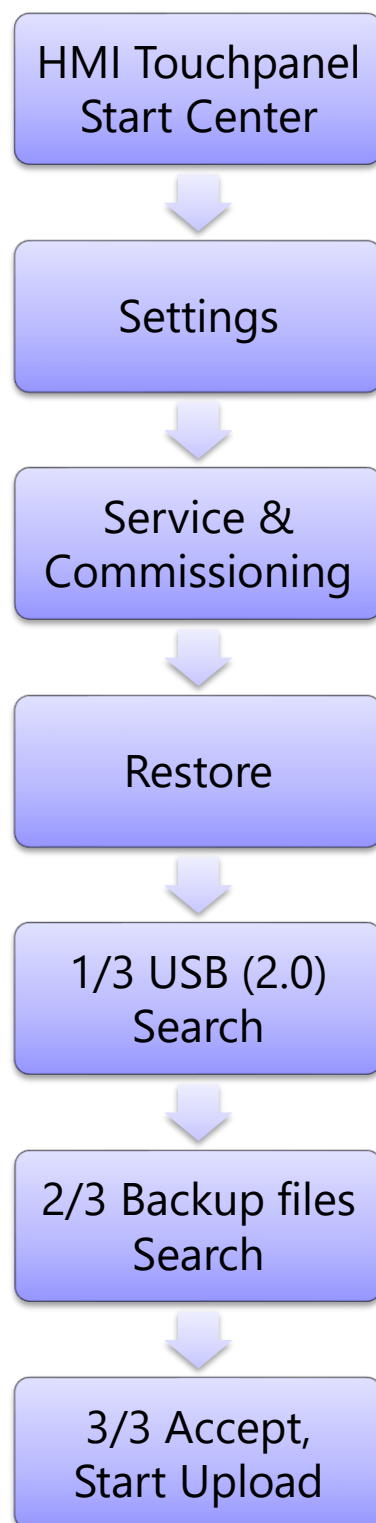 HMI Touchpanel
Start Center
Settings
Service &
Commissioning
Restore
1/3 USB (2.0)
Search
2/3 Backup files
Search
3/3 Accept,
Start Upload